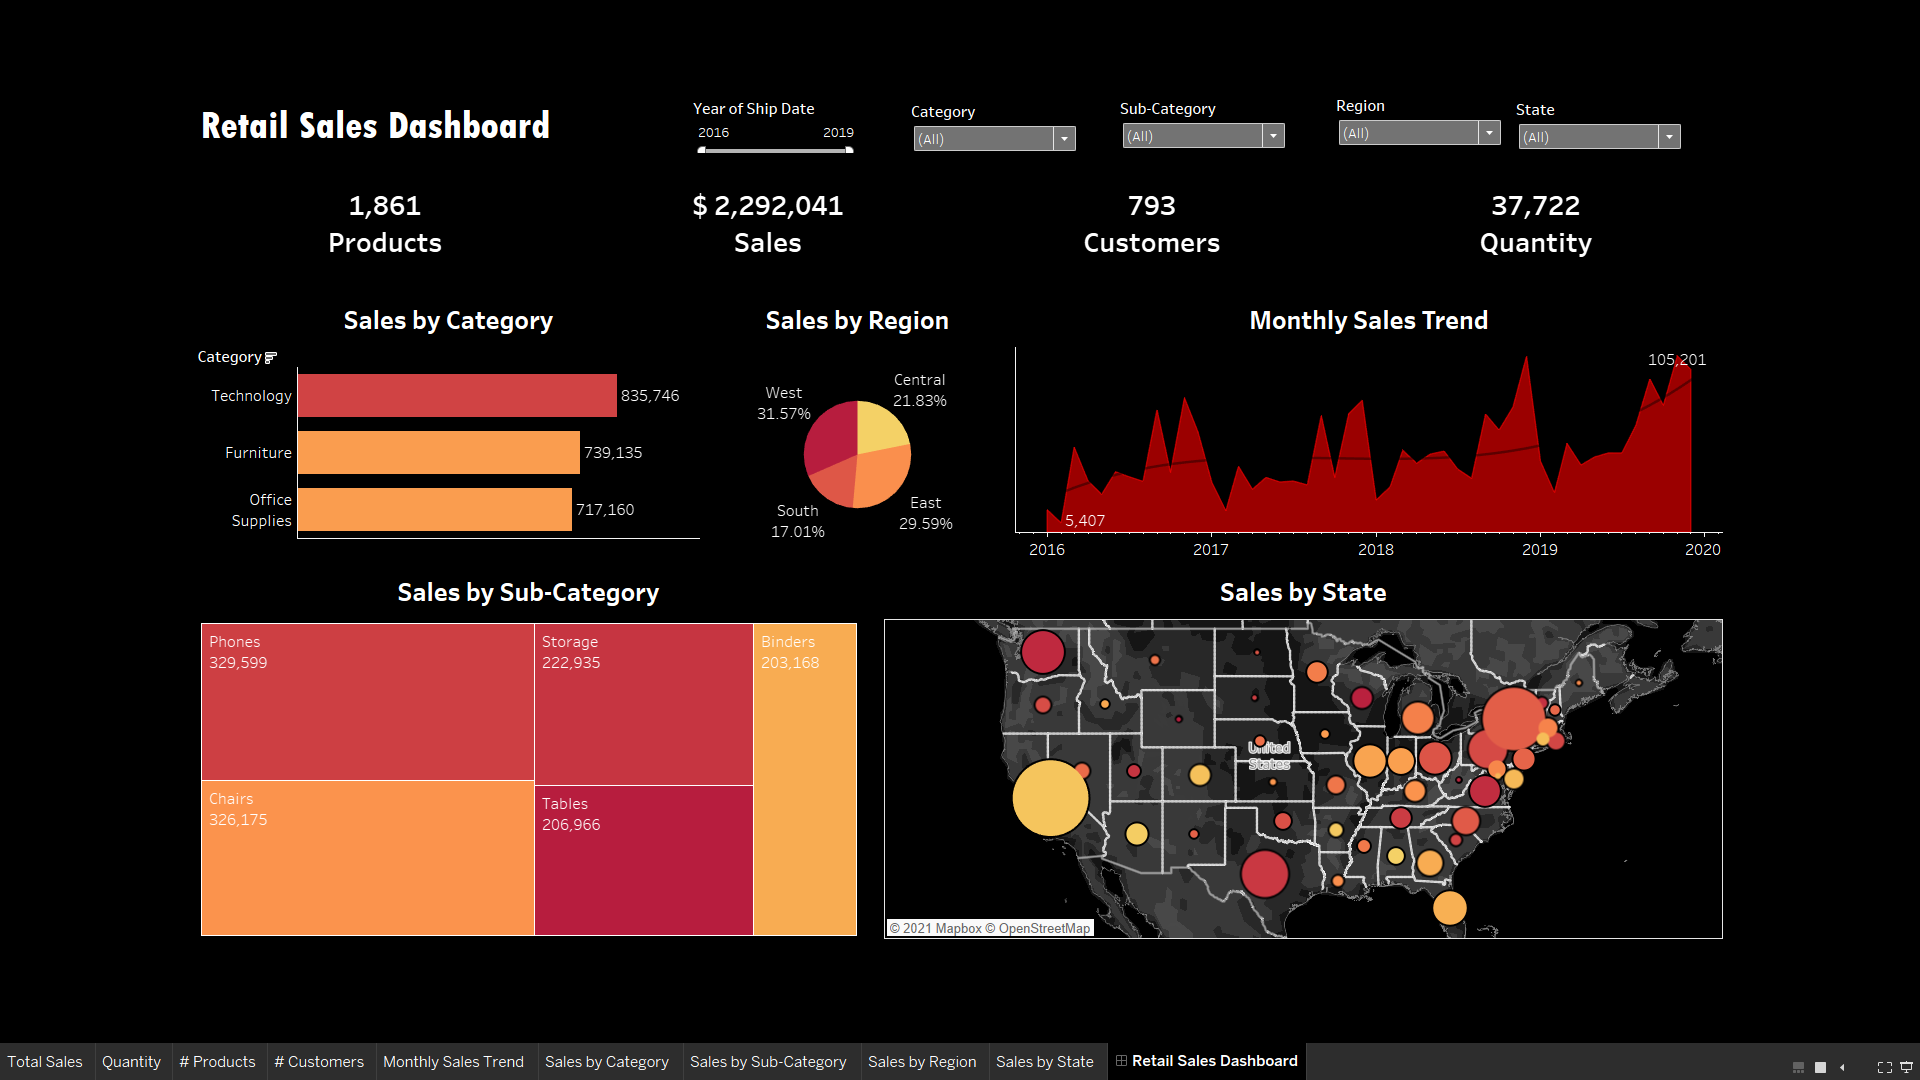 Retail Sales Dashboard
Year of Ship Date
2016 2019
Category
(All)
Sub-Category
(All)
Region
(All)
State
(All)
1,861
Products
$ 2,292,041
Sales
793
Customers
37,722
Quantity
Sales by Category
Category
Technology 835,746
Furniture 739,135
Office
Supplies 717,160
Sales by Region
West
31.57%
Central
21.83%
South
17.01%
East
29.59%
Monthly Sales Trend
105,201
5,407
2016 2017 2018 2019 2020
Sales by Sub-Category
Phones
329,599
Chairs
326,175
Storage
222,935
Tables
206,966
Binders
203,168
Sales by State
United
States
© 2021 Mapbox © OpenStreetMap
Total Sales Quantity # Products # Customers Monthly Sales Trend Sales by Category Sales by Sub-Category Sales by Region Sales by State Retail Sales Dashboard